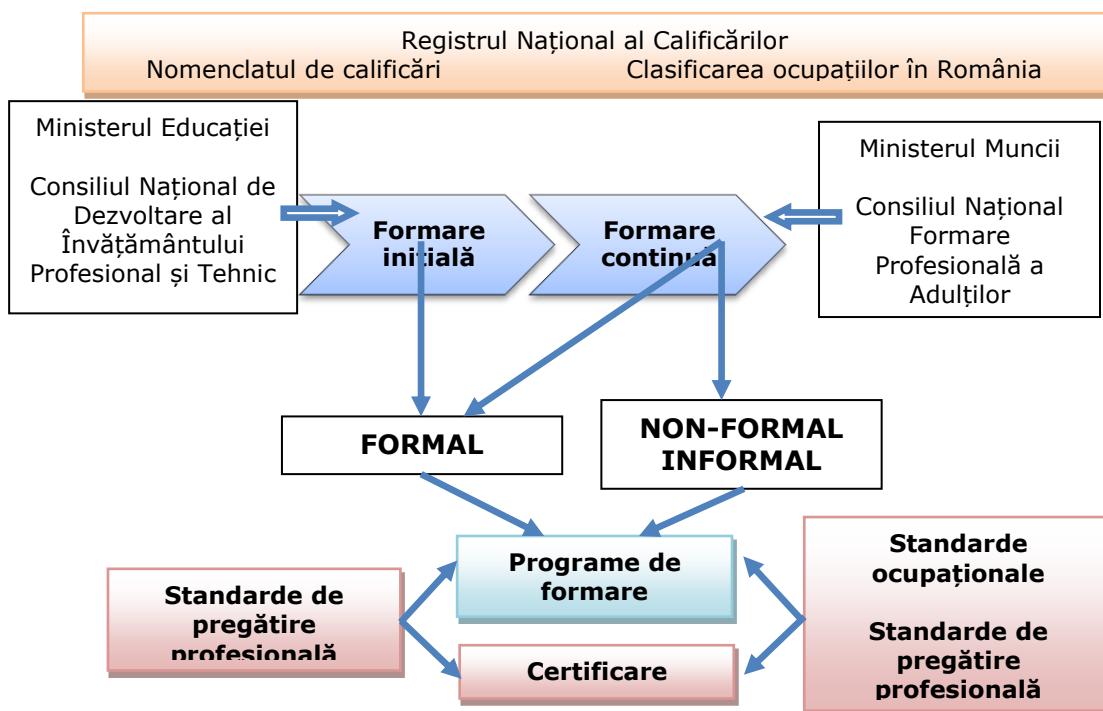 Registrul Național al Calificărilor
Nomenclatul de calificări Clasificarea ocupațiilor în România
Ministerul Educației
Consiliul Național de
Dezvoltare al
Învățământului
Profesional și Tehnic
Formare
inițială
Formare
continuă
Ministerul Muncii
Consiliul Național
Formare
Profesională a
Adulților
FORMAL
NON-FORMAL
INFORMAL
Programe de
formare
Standarde de
pregătire
profesională
Certificare
Standarde
ocupaționale
Standarde de
pregătire
profesională